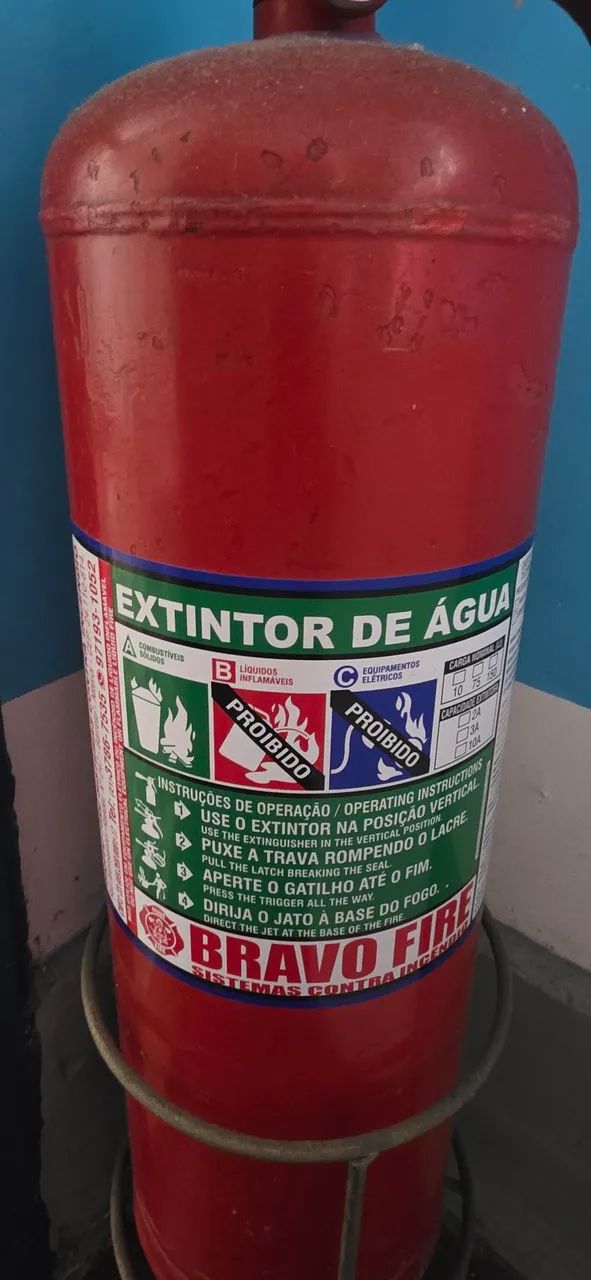 EXTINTOR DE ÁGUA
A COMBUSTÍVEIS
SÓLIDOS
B LÍQUIDOS
INFLAMÁVEIS
C EQUIPAMENTOS
ELÉTRICOS
PROIBIDO
PROIBIDO
CARGA NOMINAL
10 75 150
CAPACIDADE
2A
3A
10A
INSTRUÇÕES DE OPERAÇÃO / OPERATING INSTRUCTIONS
1 USE O EXTINTOR NA POSIÇÃO VERTICAL.
USE THE EXTINGUISHER IN THE VERTICAL POSITION.
2 PUXE A TRAVA ROMPENDO O LACRE.
PULL THE LATCH BREAKING THE SEAL.
3 APERTE O GATILHO ATÉ O FIM.
PRESS THE TRIGGER ALL THE WAY.
4 DIRIJA O JATO À BASE DO FOGO.
DIRECT THE JET AT THE BASE OF THE FIRE.
BRAVO FIRE
SISTEMAS CONTRA INCÊNDIO
97193-1052